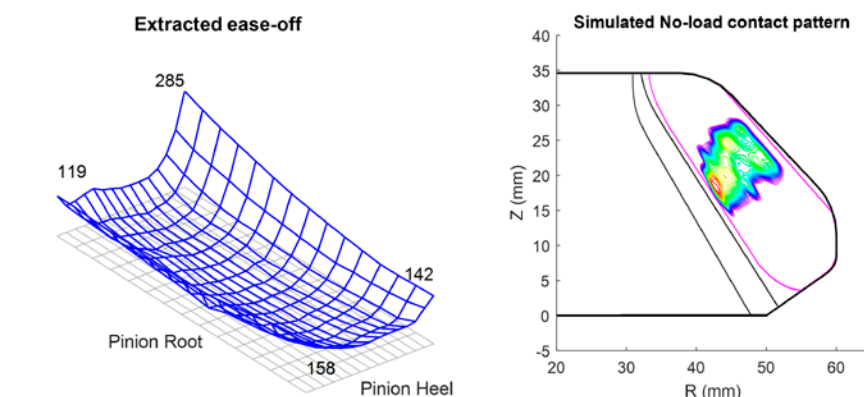 Extracted ease-off
285
119
142
Pinion Root
158
Pinion Heel
Simulated No-load contact pattern
40
35
30
25
20
15
10
5
0
-5
Z (mm)
20 30 40 50 60
R (mm)